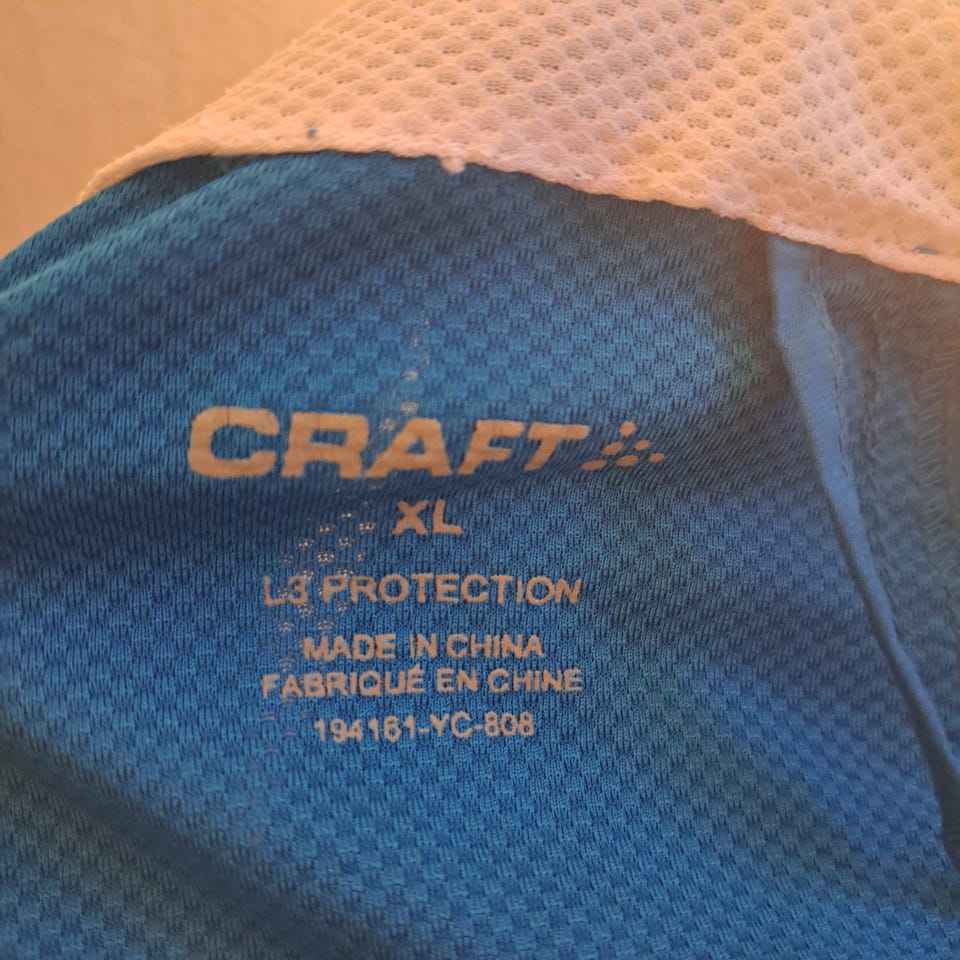 CRAFT
XL
L3 PROTECTION
MADE IN CHINA
FABRIQUÉ EN CHINE
194161-YC-808